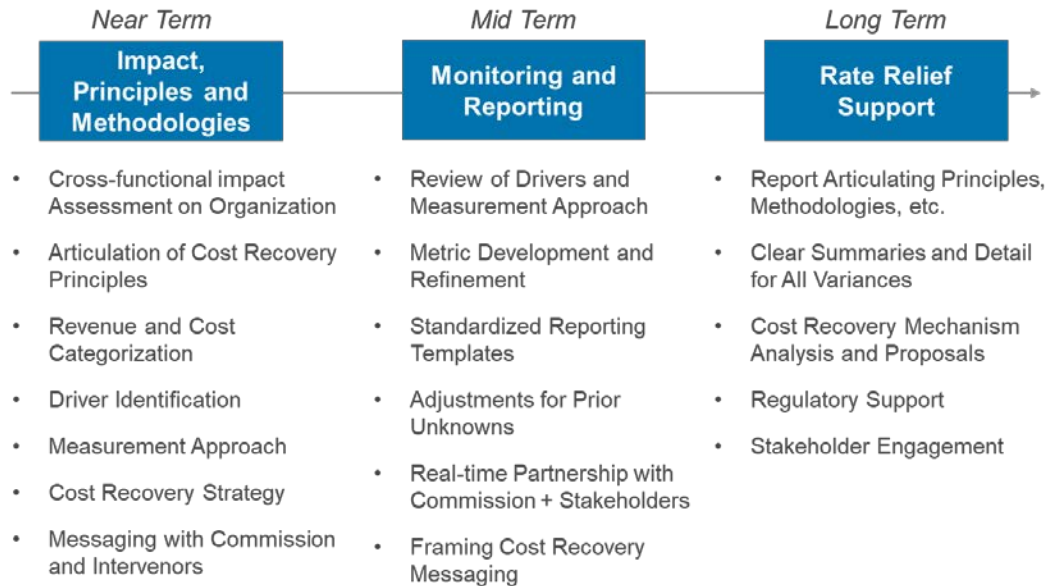 Near Term
Impact,
Principles and
Methodologies
• Cross-functional impact
Assessment on Organization
• Articulation of Cost Recovery
Principles
• Revenue and Cost
Categorization
• Driver Identification
• Measurement Approach
• Cost Recovery Strategy
• Messaging with Commission
and Intervenors
Mid Term
Monitoring and
Reporting
• Review of Drivers and
Measurement Approach
• Metric Development and
Refinement
• Standardized Reporting
Templates
• Adjustments for Prior
Unknowns
• Real-time Partnership with
Commission + Stakeholders
• Framing Cost Recovery
Messaging
Long Term
Rate Relief
Support
• Report Articulating Principles,
Methodologies, etc.
• Clear Summaries and Detail
for All Variances
• Cost Recovery Mechanism
Analysis and Proposals
• Regulatory Support
• Stakeholder Engagement